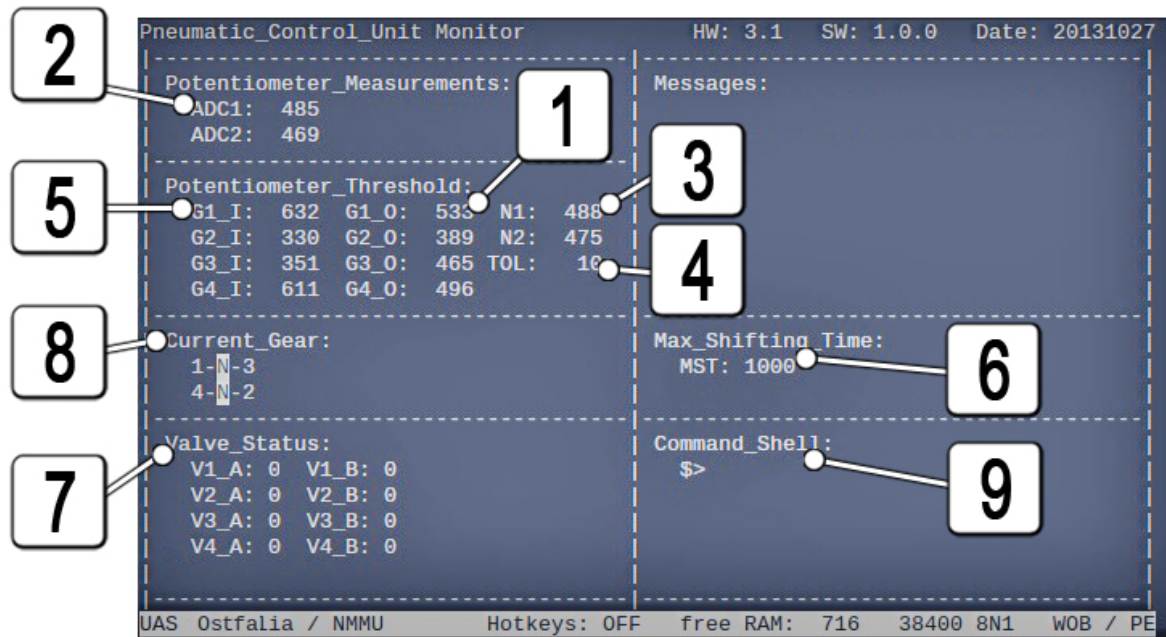 Pneumatic_Control_Unit Monitor HW: 3.1 SW: 1.0.0 Date: 20131027
Potentiometer_Measurements:
ADC1: 485
ADC2: 469
Potentiometer_Threshold:
G1_I: 632 G1_O: 533 N1: 488
G2_I: 330 G2_O: 389 N2: 475
G3_I: 351 G3_O: 465 TOL: 10
G4_I: 611 G4_O: 496
Current_Gear:
1-N-3
4-N-2
Valve_Status:
V1_A: 0 V1_B: 0
V2_A: 0 V2_B: 0
V3_A: 0 V3_B: 0
V4_A: 0 V4_B: 0
Messages:
Max_Shifting_Time:
MST: 1000
Command_Shell:
$>
UAS Ostfalia / NMMU Hotkeys: OFF free RAM: 716 38400 8N1 WOB / PE
2
1
5
3
4
8
6
7
9